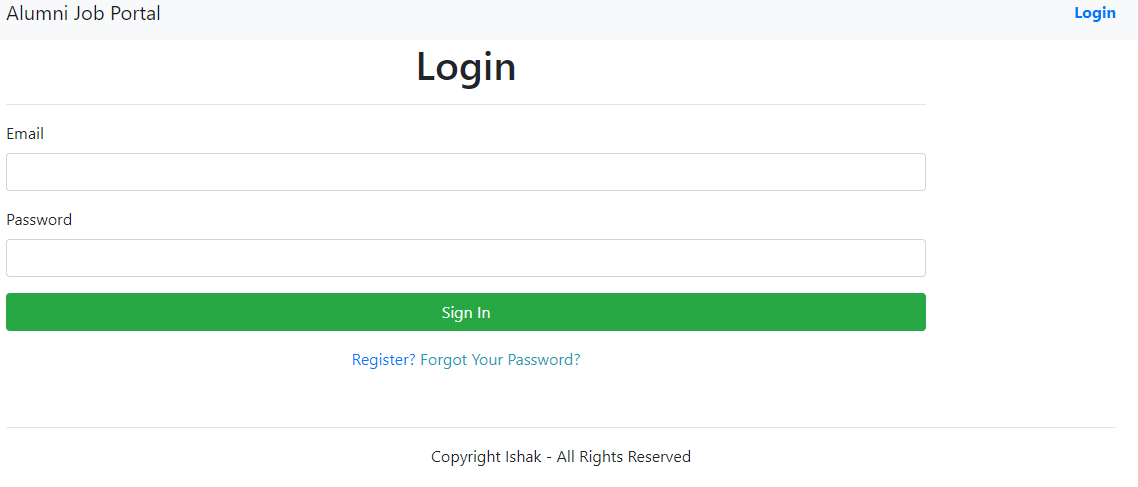 Alumni Job Portal Login
Login
Email
Password
Sign In
Register? Forgot Your Password?
Copyright Ishak - All Rights Reserved